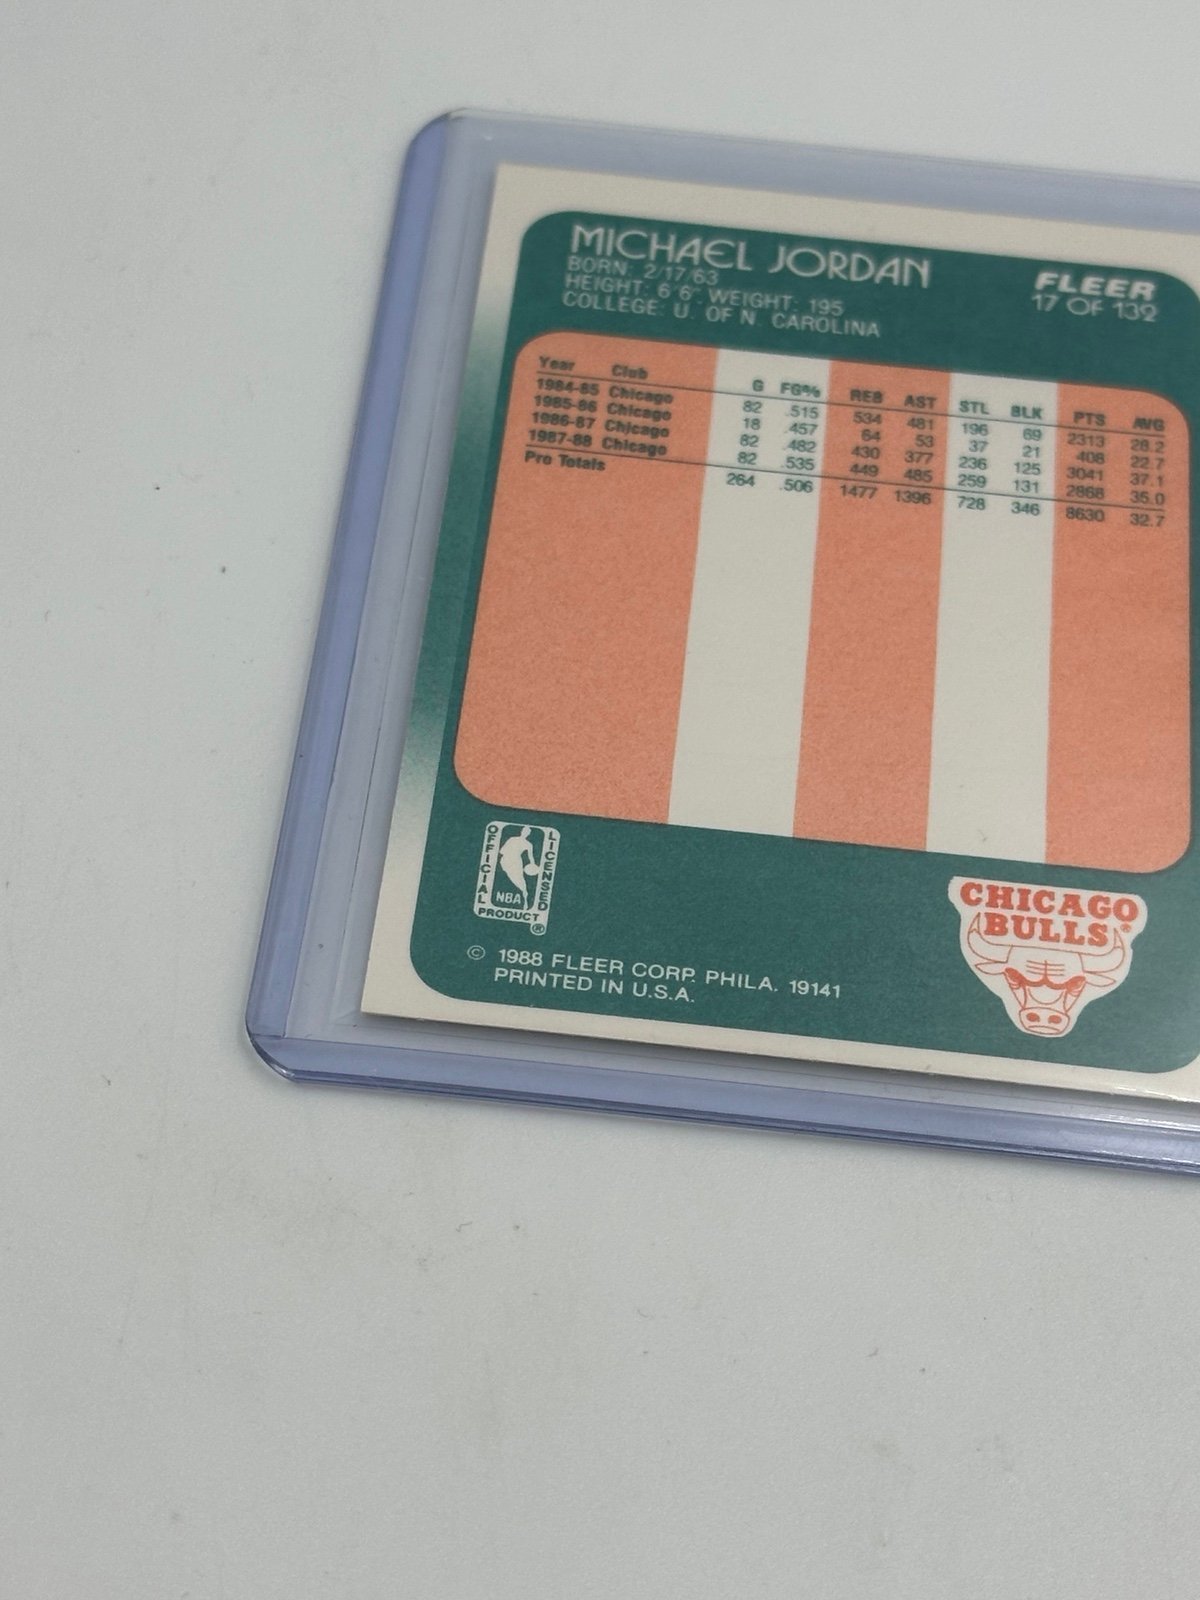 MICHAEL JORDAN
BORN: 2/17/63
HEIGHT: 6'6" WEIGHT: 195
COLLEGE: U. OF N. CAROLINA
FLEER
17 OF 132
Year Club G FG% REB AST STL BLK PTS AVG
1984-85 Chicago 82 .515 534 481 196 69 2313 28.2
1985-86 Chicago 18 .457 64 53 37 21 408 22.7
1986-87 Chicago 82 .482 430 377 236 125 3041 37.1
1987-88 Chicago 82 .535 449 485 259 131 2868 35.0
Pro Totals 264 .506 1477 1396 728 346 8630 32.7
OFFICIAL LICENSED
NBA
PRODUCT ®
CHICAGO
BULLS®
© 1988 FLEER CORP. PHILA. 19141
PRINTED IN U.S.A.